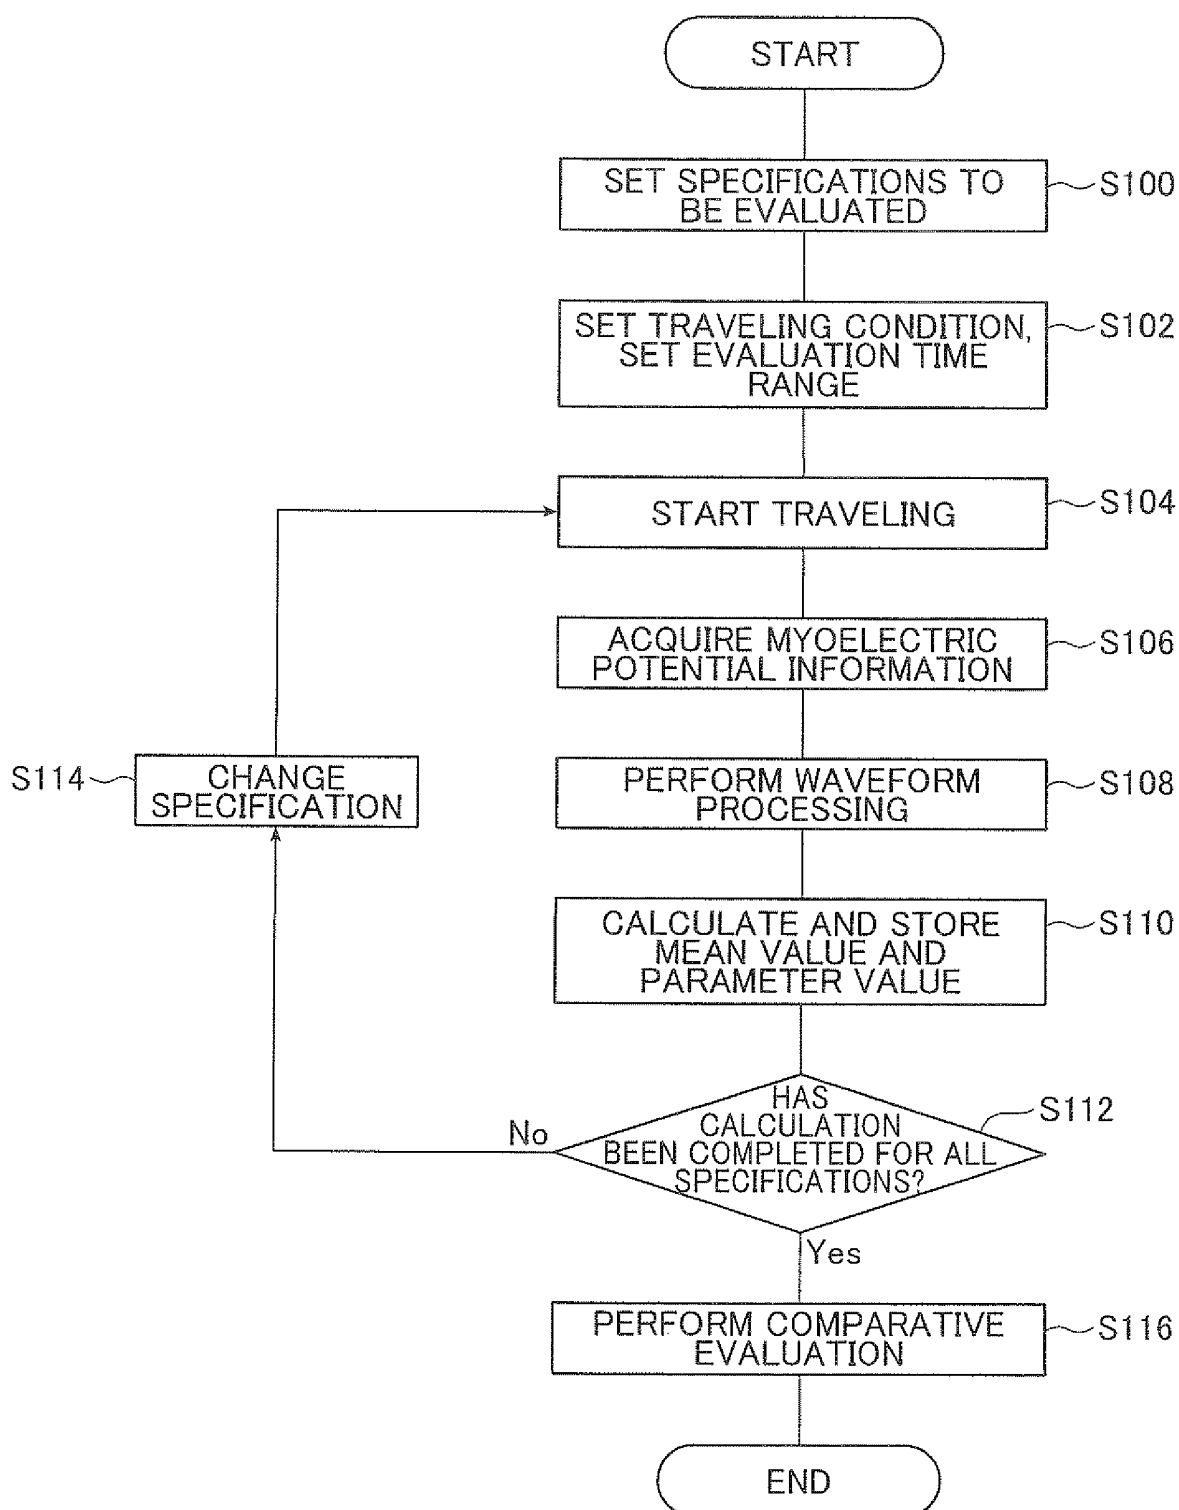 START
SET SPECIFICATIONS TO
BE EVALUATED
S100
SET TRAVELING CONDITION,
SET EVALUATION TIME
RANGE
S102
START TRAVELING
S104
ACQUIRE MYOELECTRIC
POTENTIAL INFORMATION
S106
S114
CHANGE
SPECIFICATION
PERFORM WAVEFORM
PROCESSING
S108
CALCULATE AND STORE
MEAN VALUE AND
PARAMETER VALUE
S110
HAS
CALCULATION
BEEN COMPLETED FOR ALL
SPECIFICATIONS?
S112
No
Yes
PERFORM COMPARATIVE
EVALUATION
S116
END